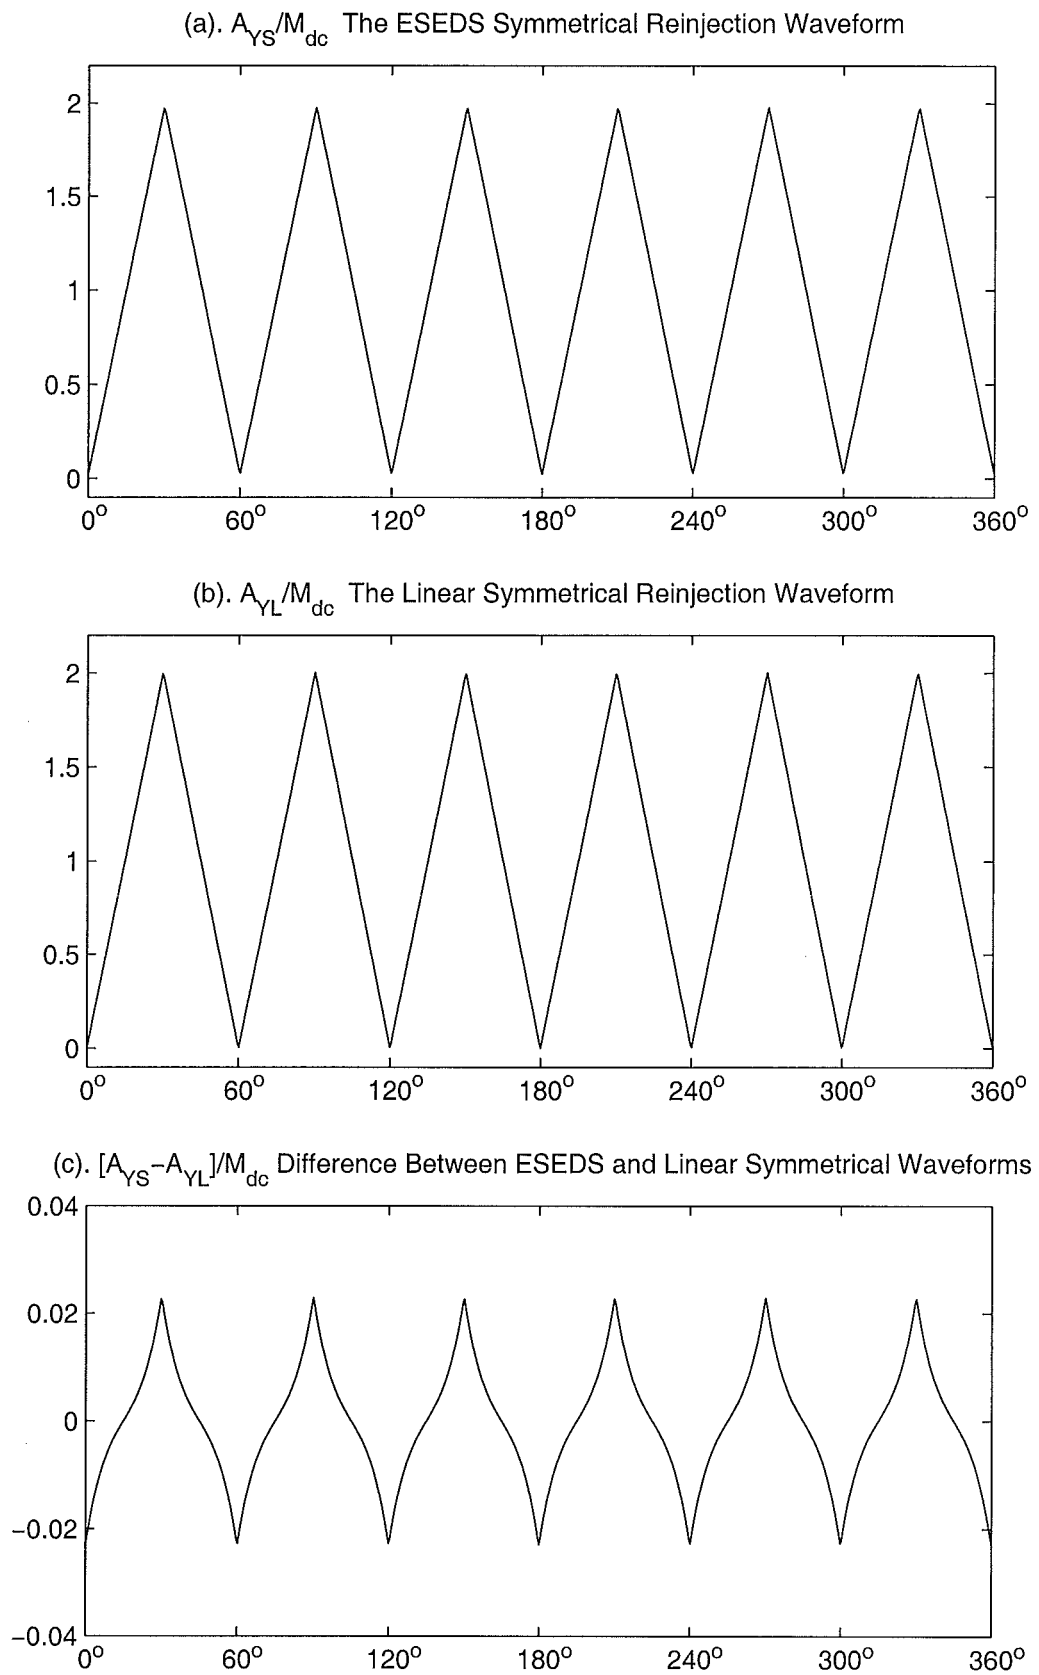 (a). A_YS/M_dc The ESEDS Symmetrical Reinjection Waveform
2
1.5
1
0.5
0
0° 60° 120° 180° 240° 300° 360°
(b). A_YL/M_dc The Linear Symmetrical Reinjection Waveform
2
1.5
1
0.5
0
0° 60° 120° 180° 240° 300° 360°
(c). [A_YS−A_YL]/M_dc Difference Between ESEDS and Linear Symmetrical Waveforms
0.04
0.02
0
−0.02
−0.04
0° 60° 120° 180° 240° 300° 360°